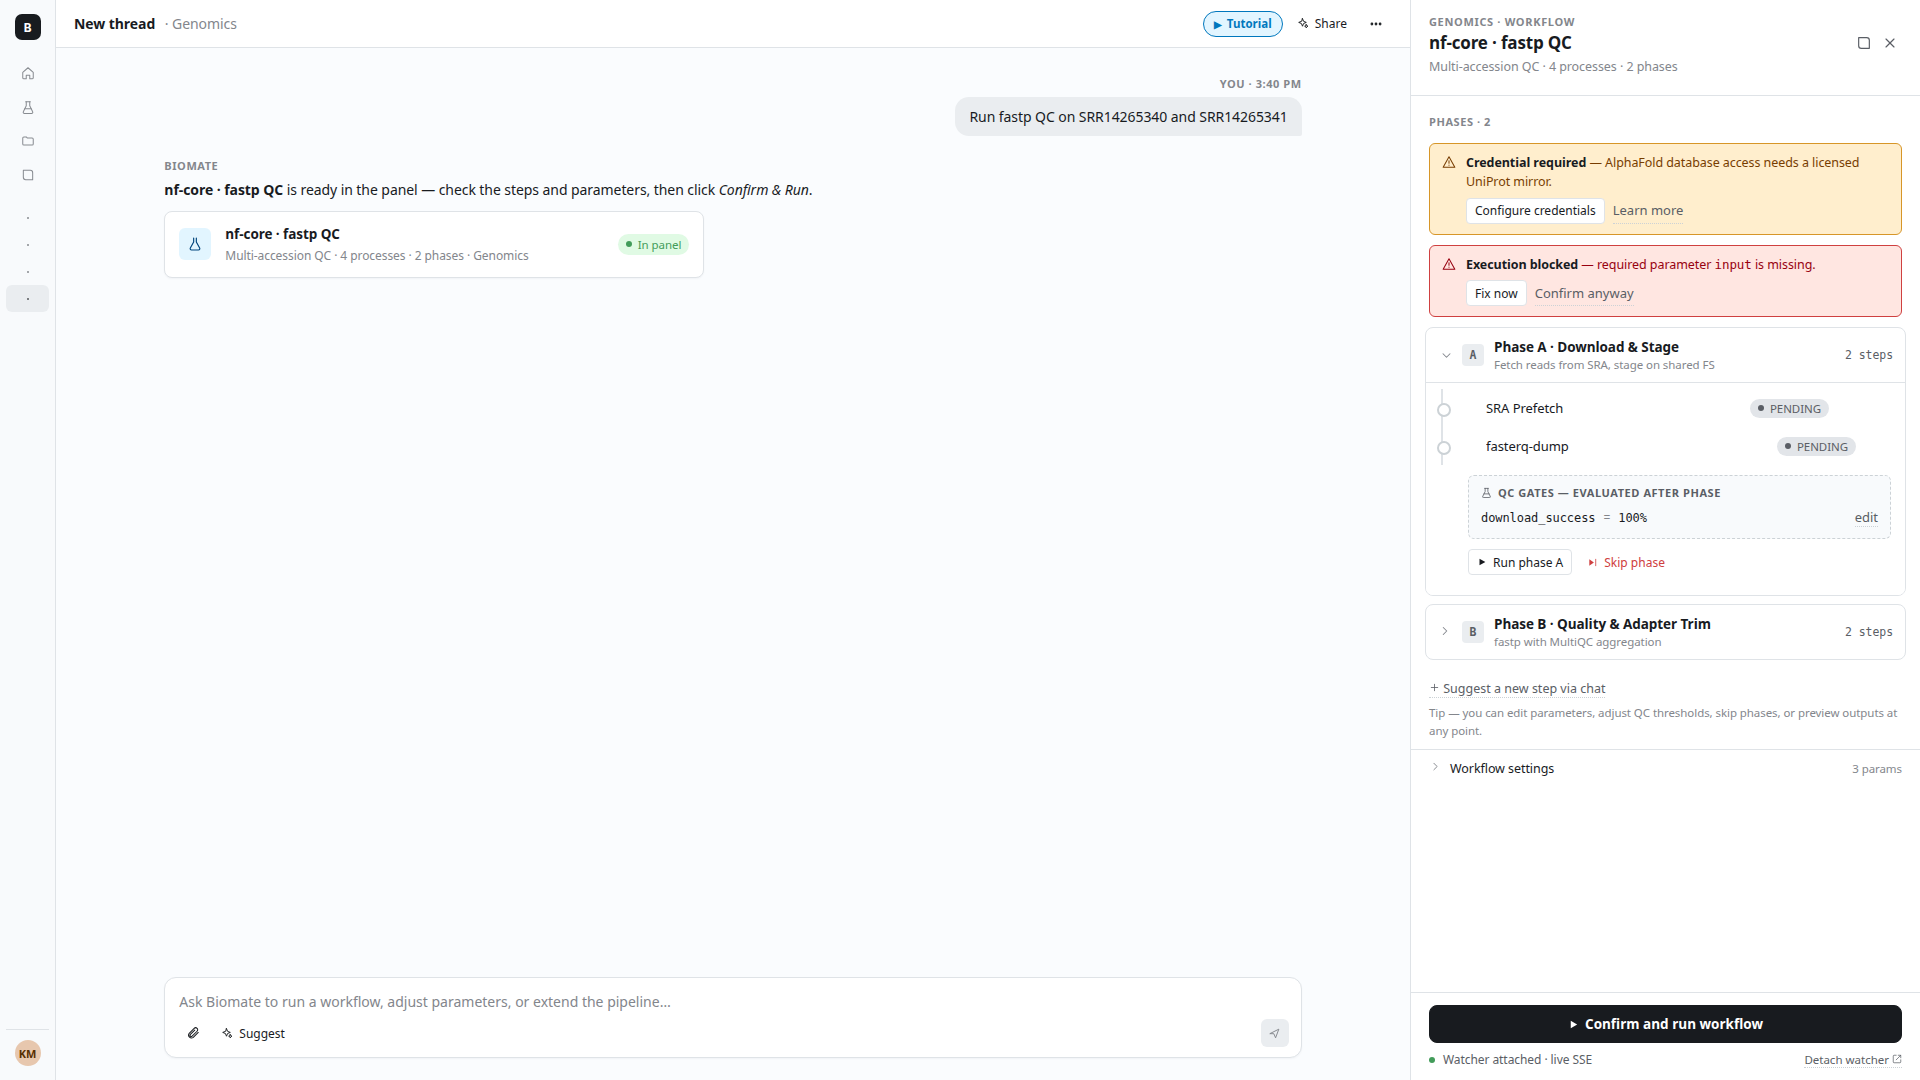 B
New thread · Genomics
▶ Tutorial
Share
YOU · 3:40 PM
Run fastp QC on SRR14265340 and SRR14265341
BIOMATE
nf-core · fastp QC is ready in the panel — check the steps and parameters, then click Confirm & Run.
nf-core · fastp QC
Multi-accession QC · 4 processes · 2 phases · Genomics
In panel
Ask Biomate to run a workflow, adjust parameters, or extend the pipeline...
Suggest
KM
GENOMICS · WORKFLOW
nf-core · fastp QC
Multi-accession QC · 4 processes · 2 phases
PHASES · 2
Credential required — AlphaFold database access needs a licensed
UniProt mirror.
Configure credentials Learn more
Execution blocked — required parameter input is missing.
Fix now Confirm anyway
A Phase A · Download & Stage 2 steps
Fetch reads from SRA, stage on shared FS
SRA Prefetch PENDING
fasterq-dump PENDING
QC GATES — EVALUATED AFTER PHASE
download_success = 100% edit
Run phase A Skip phase
B Phase B · Quality & Adapter Trim 2 steps
fastp with MultiQC aggregation
+ Suggest a new step via chat
Tip — you can edit parameters, adjust QC thresholds, skip phases, or preview outputs at
any point.
Workflow settings 3 params
Confirm and run workflow
Watcher attached · live SSE Detach watcher